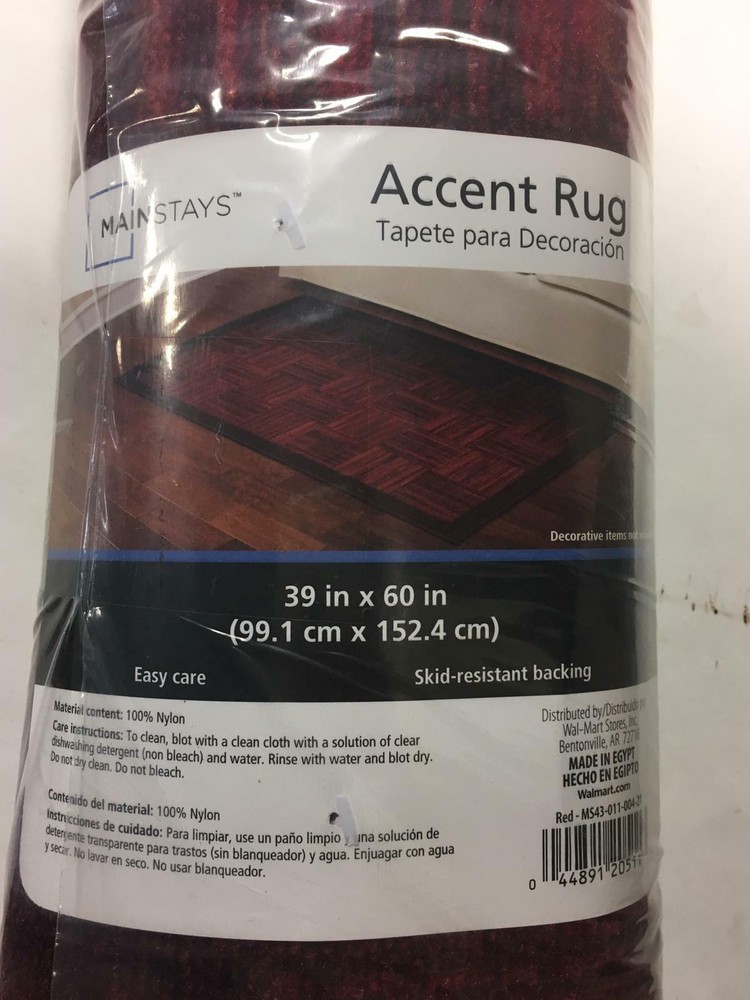 MAINSTAYS™
Accent Rug
Tapete para Decoración
Decorative items
39 in x 60 in
(99.1 cm x 152.4 cm)
Easy care
Skid-resistant backing
Material content: 100% Nylon
Care instructions: To clean, blot with a clean cloth with a solution of clear
dishwashing detergent (non bleach) and water. Rinse with water and blot dry.
Do not dry clean. Do not bleach.
Contenido del material: 100% Nylon
Instrucciones de cuidado: Para limpiar, use un paño limpio una solución de
detergente transparente para trastos (sin blanqueador) y agua. Enjuagar con agua
y secar. No lavar en seco. No usar blanqueador.
Distributed by/Distribuido
Wal-Mart Stores, Inc.
Bentonville, AR
MADE IN EGYPT
HECHO EN EGIPTO
Walmart.com
Red - MS43-011-004-
0 44891